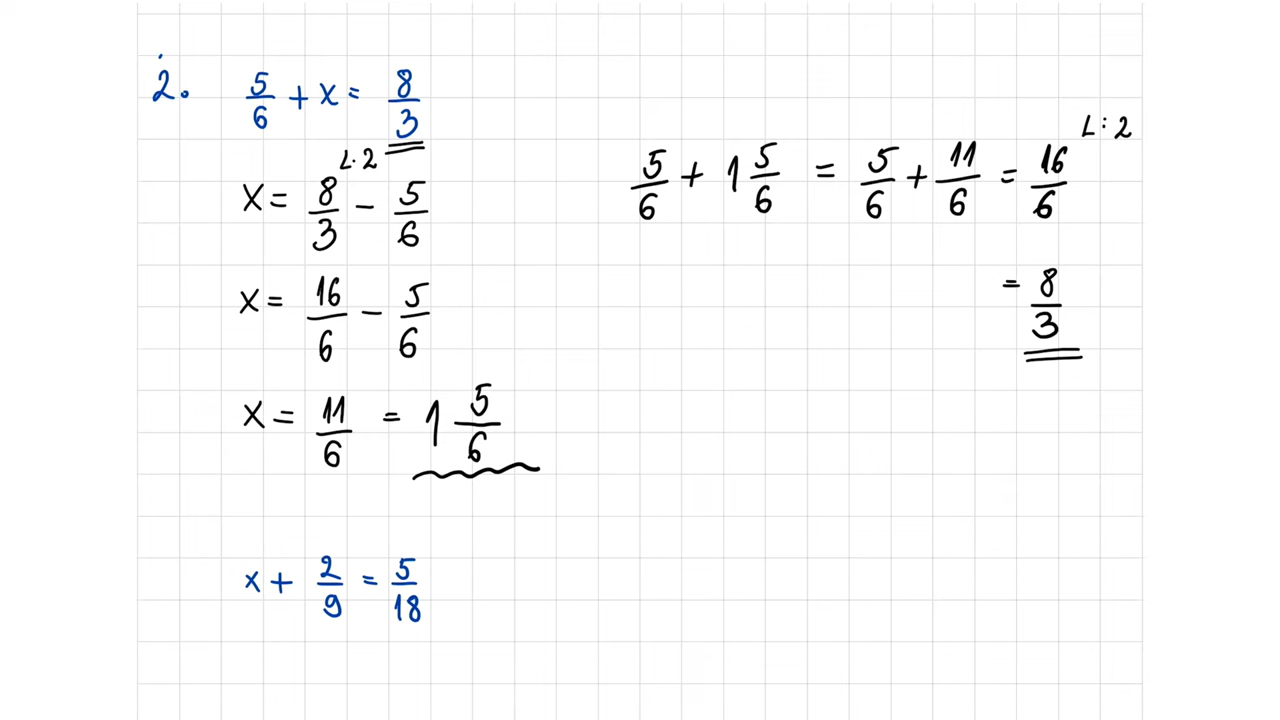 2. 5/6 + x = 8/3
x = 8/3 - 5/6 L·2
x = 16/6 - 5/6
x = 11/6 = 1 5/6
x + 2/9 = 5/18
5/6 + 1 5/6 = 5/6 + 11/6 = 16/6 L:2
= 8/3